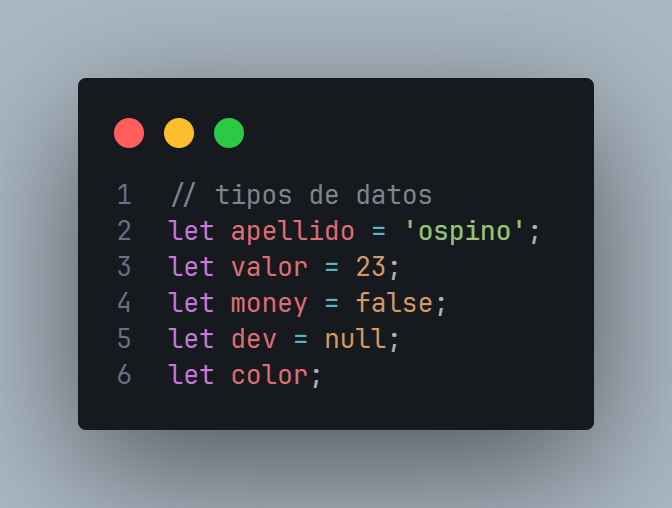 1 // tipos de datos
2 let apellido = 'ospino';
3 let valor = 23;
4 let money = false;
5 let dev = null;
6 let color;